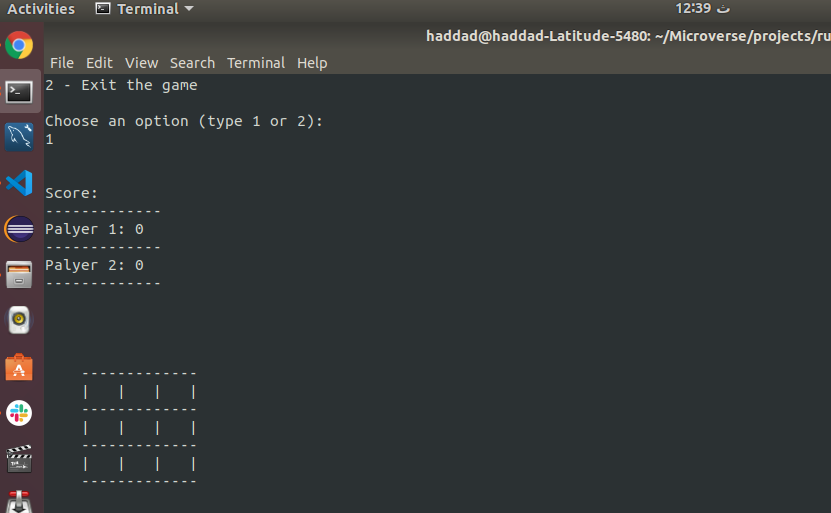 Activities Terminal 12:39 ث
haddad@haddad-Latitude-5480: ~/Microverse/projects/ru
File Edit View Search Terminal Help
2 - Exit the game
Choose an option (type 1 or 2):
1
Score:
-------------
Palyer 1: 0
-------------
Palyer 2: 0
-------------
-------------
|   |   |   |
-------------
|   |   |   |
-------------
|   |   |   |
-------------